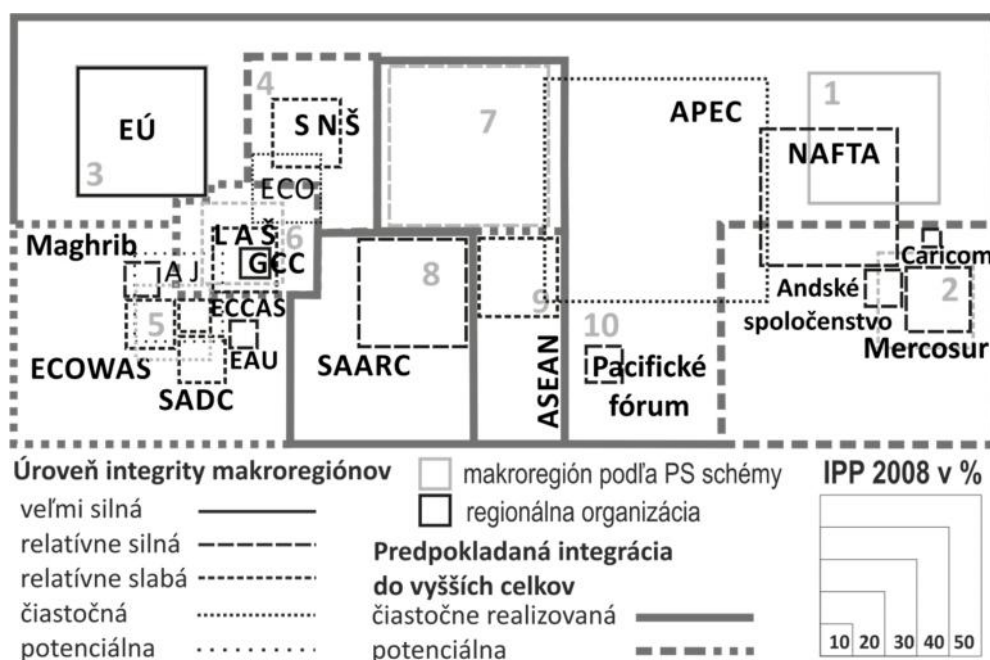 4
1
7
EÚ
S N Š
APEC
NAFTA
3
ECO
Maghrib
L A Š
6
GCC
Caricom
A J
8
9
2
Andské
spoločenstvo
ECCAS
5
10
EAU
Mercosur
ECOWAS
SAARC
ASEAN
Pacifické
fórum
SADC
Úroveň integrity makroregiónov
veľmi silná
relatívne silná
relatívne slabá
čiastočná
potenciálna
makroregión podľa PS schémy
regionálna organizácia
Predpokladaná integrácia
do vyšších celkov
čiastočne realizovaná
potenciálna
IPP 2008 v %
10 20 30 40 50